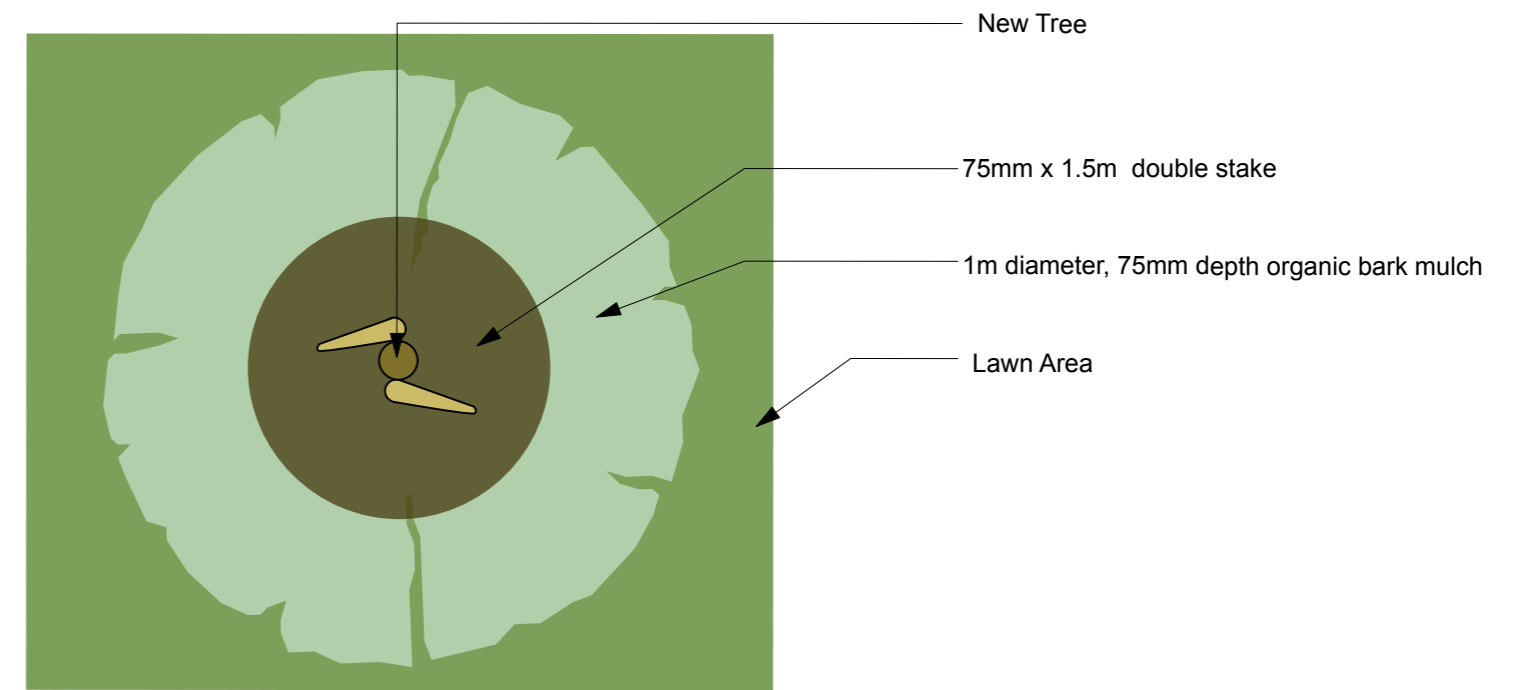 New Tree
75mm x 1.5m double stake
1m diameter, 75mm depth organic bark mulch
Lawn Area